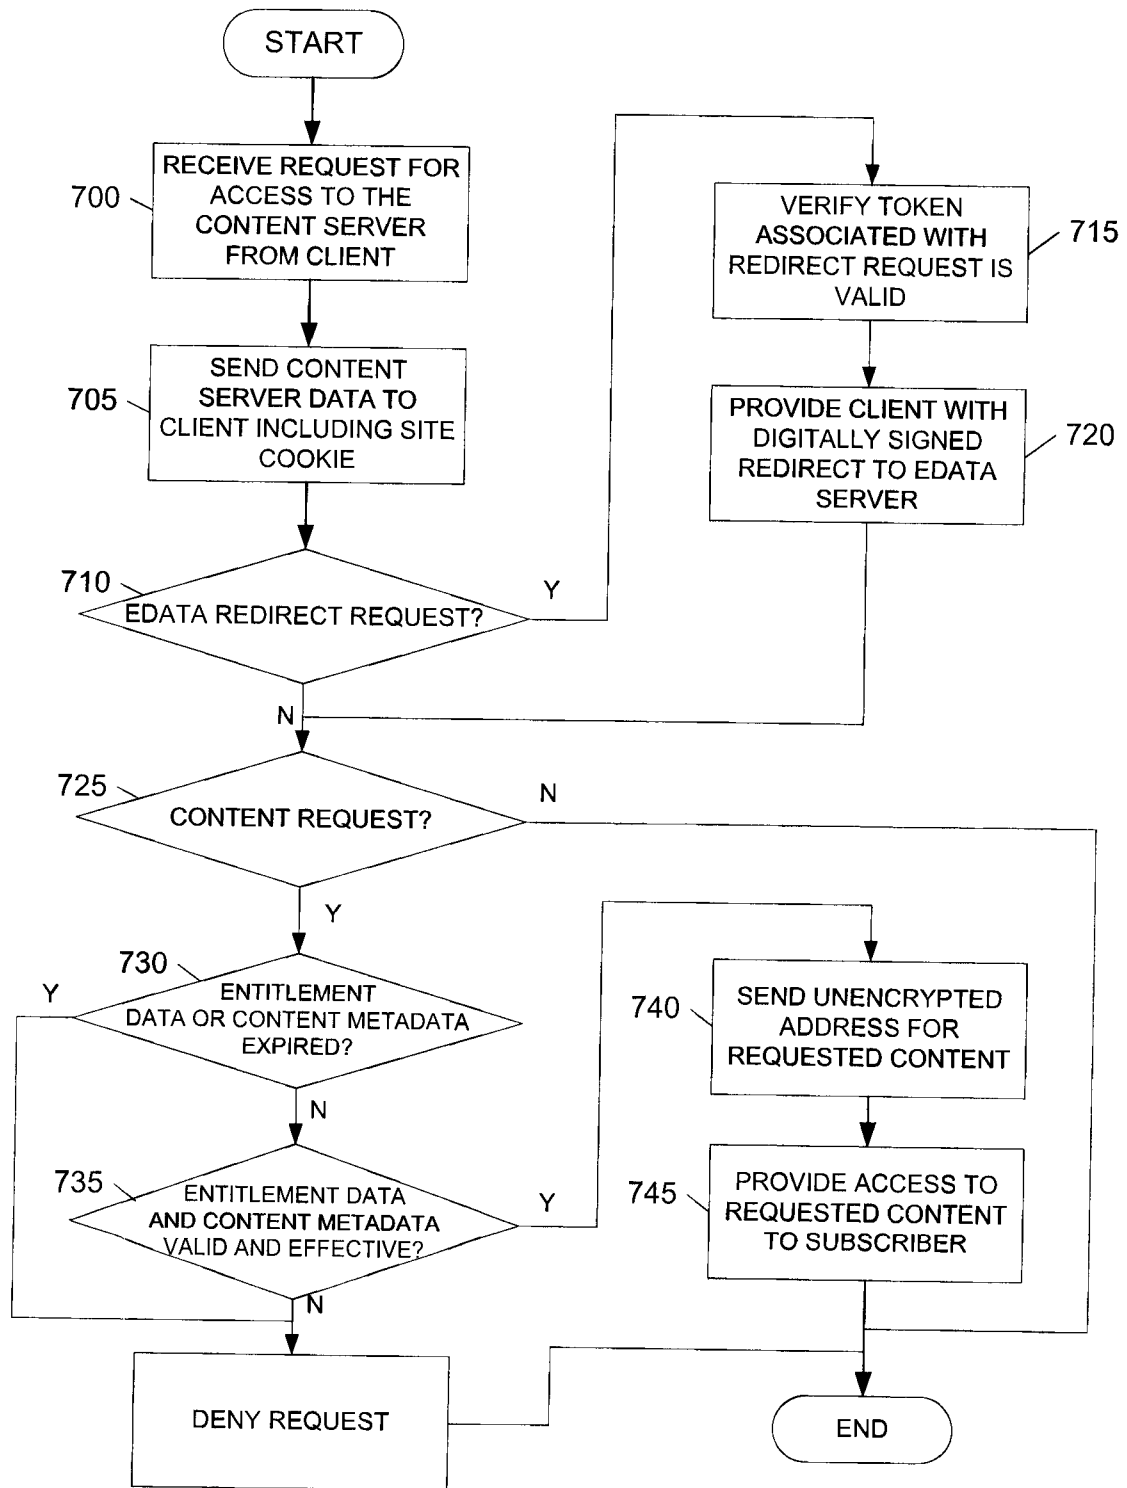 START
700
RECEIVE REQUEST FOR
ACCESS TO THE
CONTENT SERVER
FROM CLIENT
705
SEND CONTENT
SERVER DATA TO
CLIENT INCLUDING SITE
COOKIE
710
EDATA REDIRECT REQUEST?
Y
N
715
VERIFY TOKEN
ASSOCIATED WITH
REDIRECT REQUEST IS
VALID
720
PROVIDE CLIENT WITH
DIGITALLY SIGNED
REDIRECT TO EDATA
SERVER
725
CONTENT REQUEST?
N
Y
730
ENTITLEMENT
DATA OR CONTENT METADATA
EXPIRED?
Y
N
735
ENTITLEMENT DATA
AND CONTENT METADATA
VALID AND EFFECTIVE?
Y
N
740
SEND UNENCRYPTED
ADDRESS FOR
REQUESTED CONTENT
745
PROVIDE ACCESS TO
REQUESTED CONTENT
TO SUBSCRIBER
DENY REQUEST
END